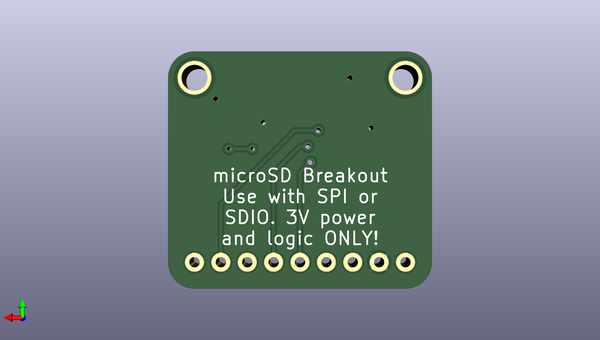 microSD Breakout
Use with SPI or
SDIO. 3V power
and logic ONLY!